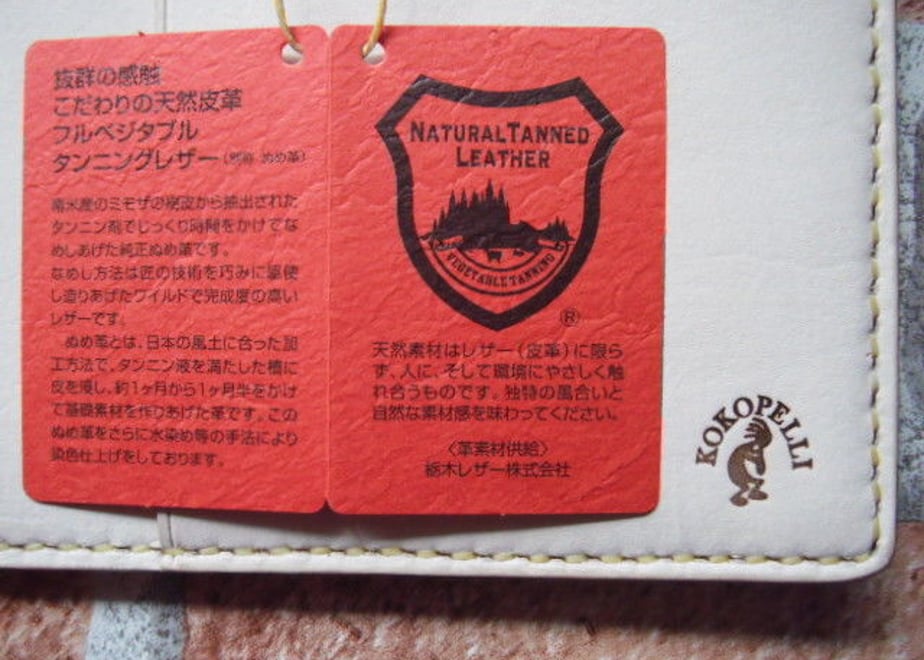 抜群の感触
こだわりの天然皮革
フルベジタブル
タンニングレザー(別称 ぬめ革)
南米産のミモザの樹皮から抽出された
タンニン剤でじっくり時間をかけてな
めしあげた純正ぬめ革です。
なめし方法は匠の技術を巧みに駆使
し造りあげたワイルドで完成度の高い
レザーです。
ぬめ革とは、日本の風土に合った加
工方法で、タンニン液を満たした槽に
皮を浸し、約1ヶ月から1ヶ月半をかけ
て基礎素材を作りあげた革です。この
ぬめ革をさらに水染め等の手法により
染色仕上げをしております。
NATURAL TANNED
LEATHER
VEGETABLE TANNING
®
天然素材はレザー(皮革)に限ら
ず、人に、そして環境にやさしく触
れ合うものです。独特の風合いと
自然な素材感を味わってください。
〈革素材供給〉
栃木レザー株式会社
KOKOPELLI